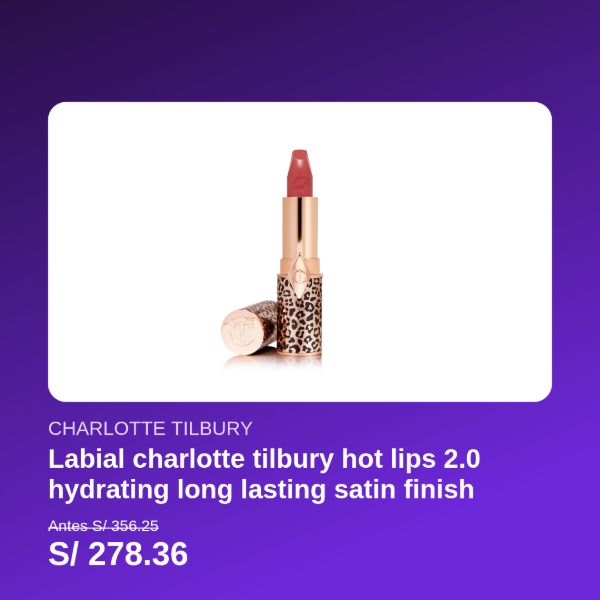 CHARLOTTE TILBURY
Labial charlotte tilbury hot lips 2.0
hydrating long lasting satin finish
Antes S/ 356.25
S/ 278.36